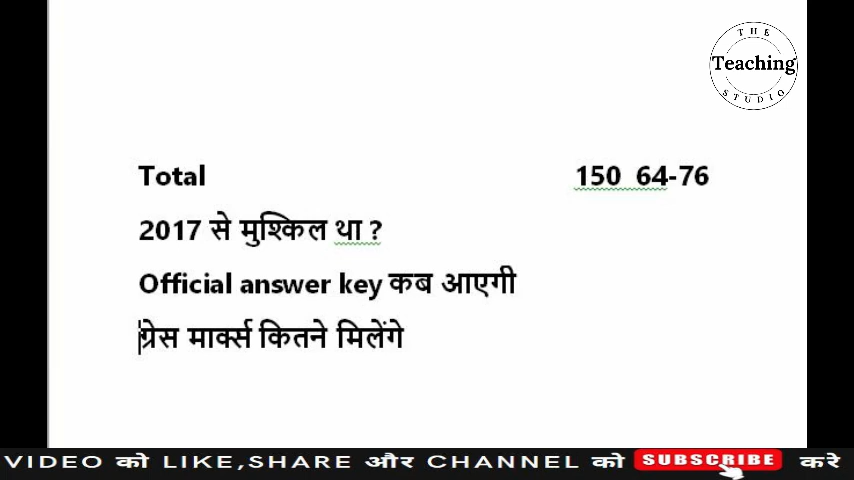 THE
Teaching
STUDIO
Total 150 64-76
2017 से मुश्किल था ?
Official answer key कब आएगी
ग्रेस मार्क्स कितने मिलेंगे
VIDEO को LIKE,SHARE और CHANNEL को SUBSCRIBE करे